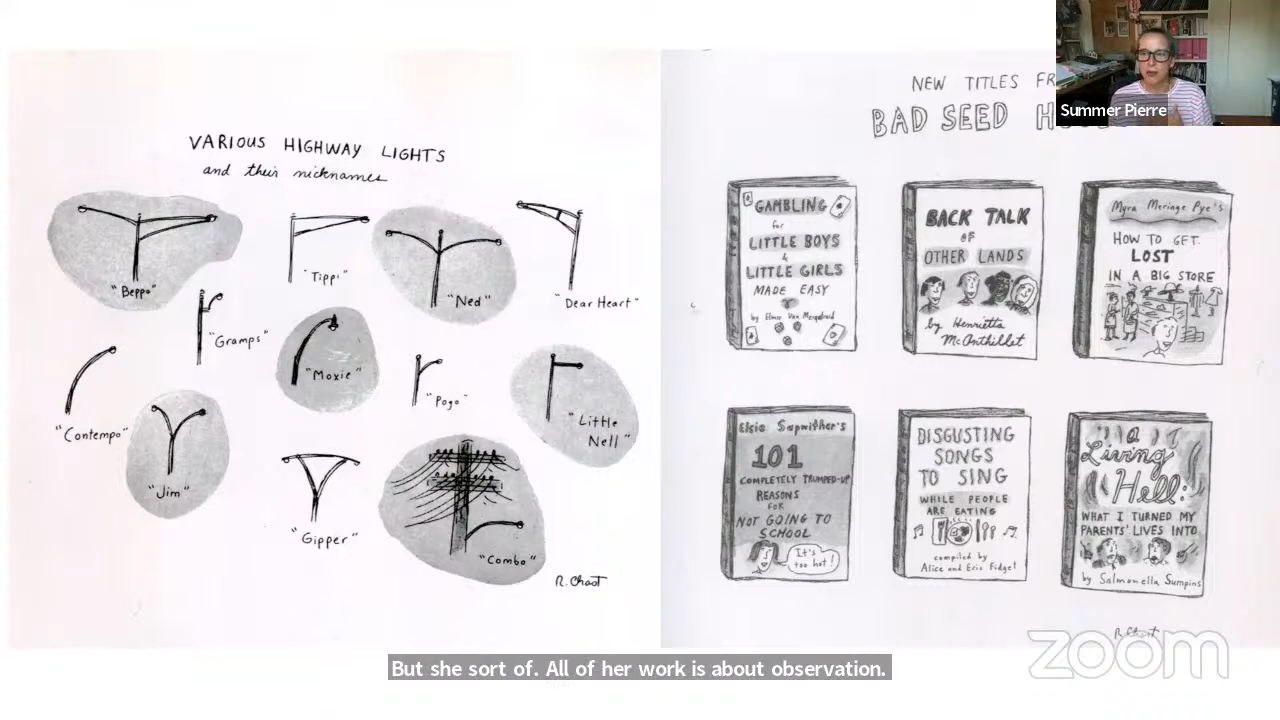 VARIOUS HIGHWAY LIGHTS
and their nicknames
"Beppo"
"Tippi"
"Ned"
"Dear Heart"
"Gramps"
"Moxie"
"Pogo"
"Little
Nell"
"Contempo"
"Jim"
"Gipper"
"Combo"
R. Chast
NEW TITLES
BAD SEED
GAMBLING
for
LITTLE BOYS
&
LITTLE GIRLS
MADE EASY
by Elmer Van
BACK TALK
OF
OTHER LANDS
by Henrietta
McAnthillet
Myra Meringe Pye's
HOW TO GET
LOST
IN A BIG STORE
Elsie Sapwither's
101
COMPLETELY TRUMPED-UP
REASONS
FOR
NOT GOING TO
SCHOOL
It's
too hot!
DISGUSTING
SONGS
TO SING
WHILE PEOPLE
ARE EATING
compiled by
Alice and Eric Fidget
a
Living
Hell:
WHAT I TURNED MY
PARENTS' LIVES INTO
by Salmonella Sumpins
R. Chast
Summer Pierre
zoom
But she sort of. All of her work is about observation.